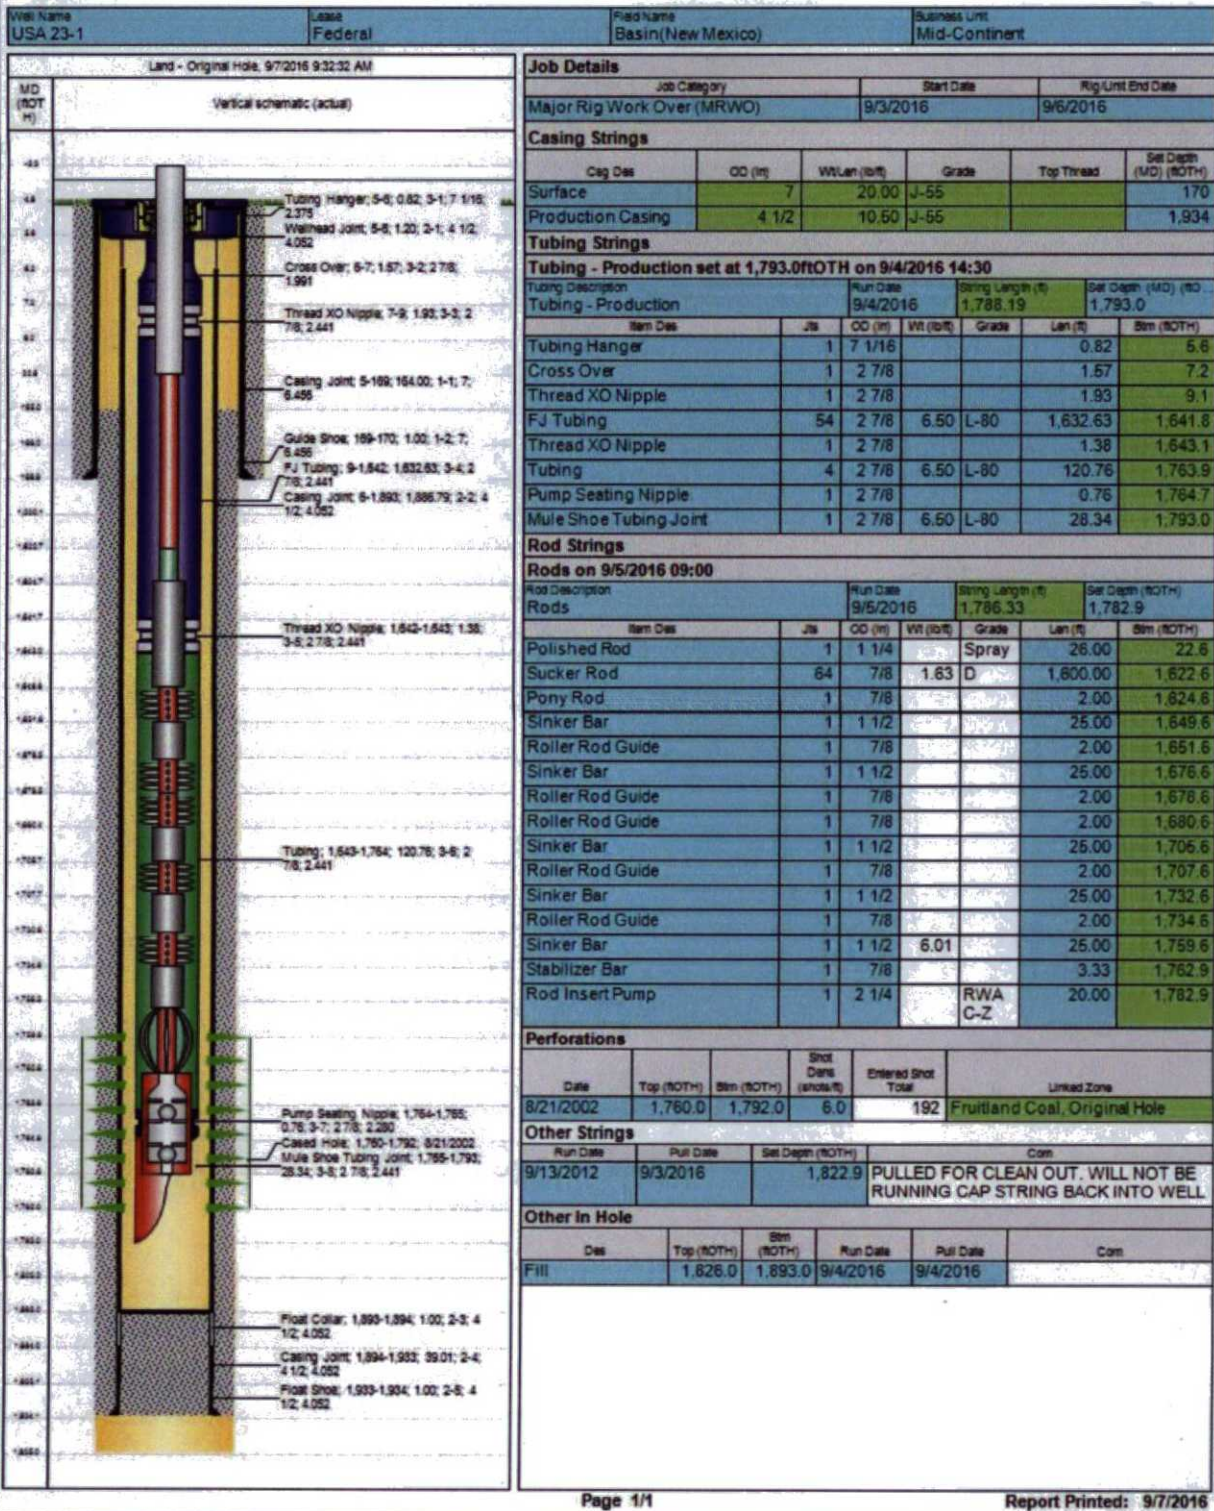 Well Name
USA 23-1
Lease
Federal
Field Name
Basin(New Mexico)
Business Unit
Mid-Continent
Land - Original Hole, 9/7/2016 9:32:32 AM
MD (ftOTH)
Vertical schematic (actual)
Tubing Hanger; 5-6; 0.82; 3-1; 7 1/16; 2.375
Wellhead Joint; 5-6; 1.20; 2-1; 4 1/2; 4.052
Cross Over; 6-7; 1.57; 3-2; 2 7/8; 1.991
Thread XO Nipple; 7-9; 1.93; 3-3; 2 7/8; 2.441
Casing Joint; 5-169; 164.00; 1-1; 7; 6.456
Guide Shoe; 169-170; 1.00; 1-2; 7; 6.456
FJ Tubing; 9-1,642; 1,632.63; 3-4; 2 7/8; 2.441
Casing Joint; 6-1,893; 1,886.79; 2-2; 4 1/2; 4.052
Thread XO Nipple; 1,642-1,643; 1.38; 3-5; 2 7/8; 2.441
Tubing; 1,643-1,764; 120.76; 3-6; 2 7/8; 2.441
Pump Seating Nipple; 1,764-1,765; 0.76; 3-7; 2 7/8; 2.280
Cased Hole; 1,760-1,792; 8/21/2002
Mule Shoe Tubing Joint; 1,765-1,793; 28.34; 3-8; 2 7/8; 2.441
Float Collar; 1,893-1,894; 1.00; 2-3; 4 1/2; 4.052
Casing Joint; 1,894-1,933; 39.01; 2-4; 4 1/2; 4.052
Float Shoe; 1,933-1,934; 1.00; 2-5; 4 1/2; 4.052
Job Details
Job Category Start Date Rig/Unit End Date
Major Rig Work Over (MRWO) 9/3/2016 9/6/2016
Casing Strings
Csg Des OD (in) Wt/Len (lb/ft) Grade Top Thread Set Depth (MD) (ftOTH)
Surface 7 20.00 J-55 170
Production Casing 4 1/2 10.50 J-55 1,934
Tubing Strings
Tubing - Production set at 1,793.0ftOTH on 9/4/2016 14:30
Tubing Description Run Date String Length (ft) Set Depth (MD) (ftO...
Tubing - Production 9/4/2016 1,788.19 1,793.0
Item Des Jts OD (in) Wt (lb/ft) Grade Len (ft) Btm (ftOTH)
Tubing Hanger 1 7 1/16 0.82 5.6
Cross Over 1 2 7/8 1.57 7.2
Thread XO Nipple 1 2 7/8 1.93 9.1
FJ Tubing 54 2 7/8 6.50 L-80 1,632.63 1,641.8
Thread XO Nipple 1 2 7/8 1.38 1,643.1
Tubing 4 2 7/8 6.50 L-80 120.76 1,763.9
Pump Seating Nipple 1 2 7/8 0.76 1,764.7
Mule Shoe Tubing Joint 1 2 7/8 6.50 L-80 28.34 1,793.0
Rod Strings
Rods on 9/5/2016 09:00
Rod Description Run Date String Length (ft) Set Depth (ftOTH)
Rods 9/5/2016 1,786.33 1,782.9
Item Des Jts OD (in) Wt (lb/ft) Grade Len (ft) Btm (ftOTH)
Polished Rod 1 1 1/4 Spray 26.00 22.6
Sucker Rod 64 7/8 1.63 D 1,600.00 1,622.6
Pony Rod 1 7/8 2.00 1,624.6
Sinker Bar 1 1 1/2 25.00 1,649.6
Roller Rod Guide 1 7/8 2.00 1,651.6
Sinker Bar 1 1 1/2 25.00 1,676.6
Roller Rod Guide 1 7/8 2.00 1,678.6
Roller Rod Guide 1 7/8 2.00 1,680.6
Sinker Bar 1 1 1/2 25.00 1,705.6
Roller Rod Guide 1 7/8 2.00 1,707.6
Sinker Bar 1 1 1/2 25.00 1,732.6
Roller Rod Guide 1 7/8 2.00 1,734.6
Sinker Bar 1 1 1/2 6.01 25.00 1,759.6
Stabilizer Bar 1 7/8 3.33 1,762.9
Rod Insert Pump 1 2 1/4 RWA C-Z 20.00 1,782.9
Perforations
Date Top (ftOTH) Btm (ftOTH) Shot Dens (shots/ft) Entered Shot Total Linked Zone
8/21/2002 1,760.0 1,792.0 6.0 192 Fruitland Coal, Original Hole
Other Strings
Run Date Pull Date Set Depth (ftOTH) Com
9/13/2012 9/3/2016 1,822.9 PULLED FOR CLEAN OUT. WILL NOT BE RUNNING CAP STRING BACK INTO WELL
Other In Hole
Des Top (ftOTH) Btm (ftOTH) Run Date Pull Date Com
Fill 1,826.0 1,893.0 9/4/2016 9/4/2016
Page 1/1
Report Printed: 9/7/2016